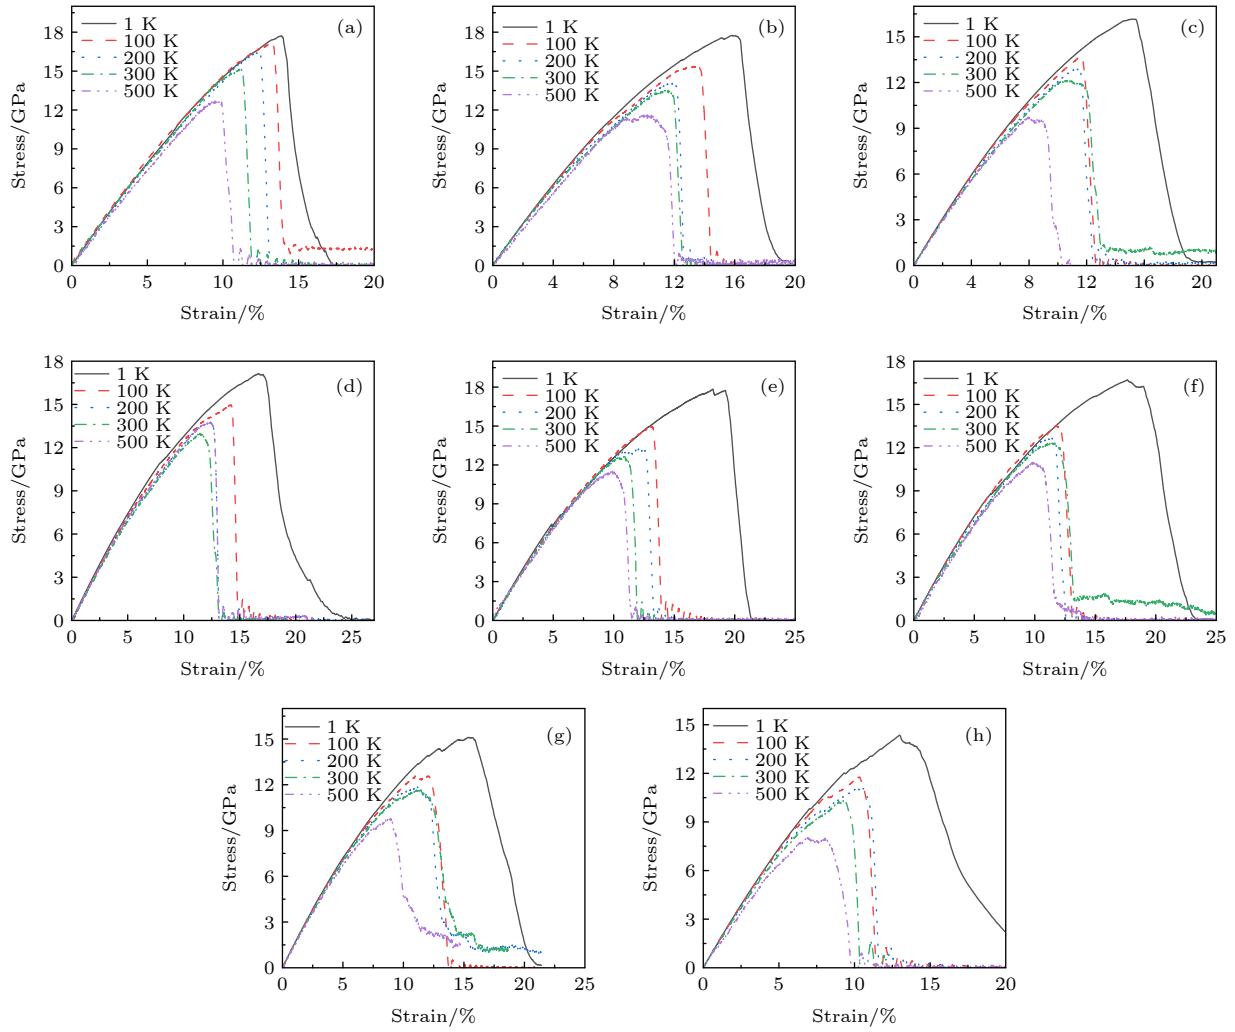 (a)
1 K
100 K
200 K
300 K
500 K
18
15
12
9
6
3
0
Stress/GPa
0 5 10 15 20
Strain/%
(b)
1 K
100 K
200 K
300 K
500 K
18
15
12
9
6
3
0
Stress/GPa
0 4 8 12 16 20
Strain/%
(c)
1 K
100 K
200 K
300 K
500 K
15
12
9
6
3
0
Stress/GPa
0 4 8 12 16 20
Strain/%
(d)
1 K
100 K
200 K
300 K
500 K
18
15
12
9
6
3
0
Stress/GPa
0 5 10 15 20 25
Strain/%
(e)
1 K
100 K
200 K
300 K
500 K
18
15
12
9
6
3
0
Stress/GPa
0 5 10 15 20 25
Strain/%
(f)
1 K
100 K
200 K
300 K
500 K
18
15
12
9
6
3
0
Stress/GPa
0 5 10 15 20 25
Strain/%
(g)
1 K
100 K
200 K
300 K
500 K
15
12
9
6
3
0
Stress/GPa
0 5 10 15 20 25
Strain/%
(h)
1 K
100 K
200 K
300 K
500 K
15
12
9
6
3
0
Stress/GPa
0 5 10 15 20
Strain/%